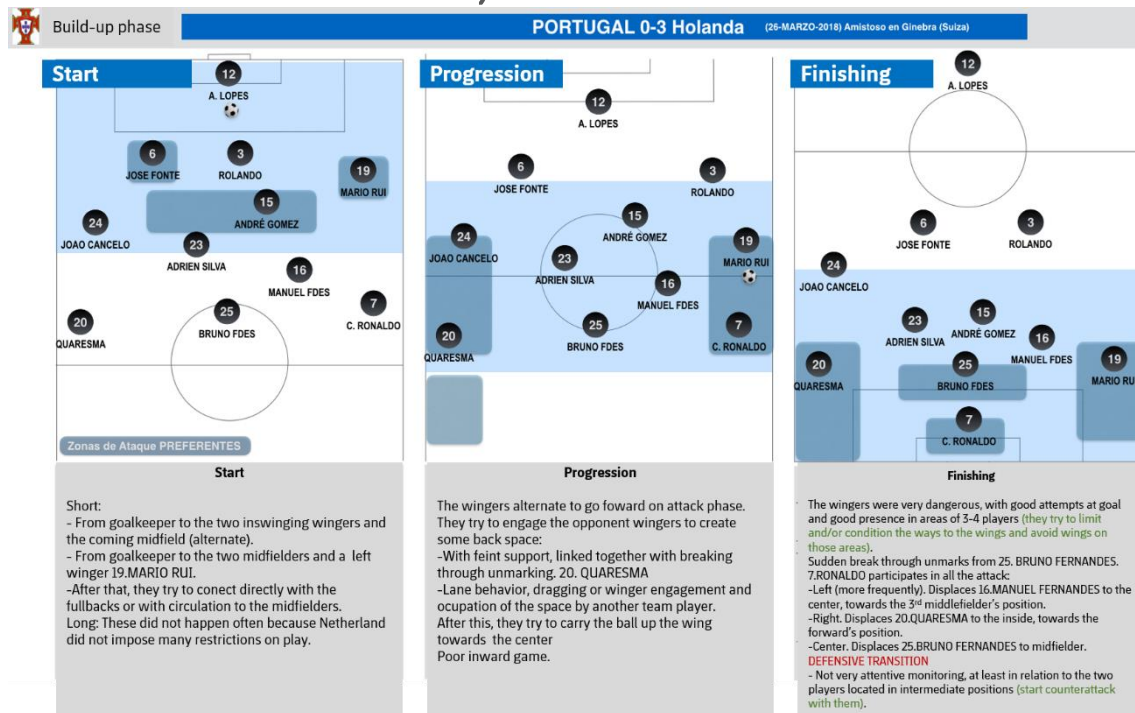 Build-up phase
PORTUGAL 0-3 Holanda (26-MARZO-2018) Amistoso en Ginebra (Suiza)
Start
12
A. LOPES
6
JOSE FONTE
3
ROLANDO
19
MARIO RUI
15
ANDRÉ GOMEZ
24
JOAO CANCELO
23
ADRIEN SILVA
16
MANUEL FDES
7
C. RONALDO
25
BRUNO FDES
20
QUARESMA
Zonas de Ataque PREFERENTES
Progression
12
A. LOPES
6
JOSE FONTE
3
ROLANDO
15
ANDRÉ GOMEZ
24
JOAO CANCELO
19
MARIO RUI
23
ADRIEN SILVA
16
MANUEL FDES
25
BRUNO FDES
7
C. RONALDO
20
QUARESMA
Finishing
12
A. LOPES
6
JOSE FONTE
3
ROLANDO
24
JOAO CANCELO
23
ADRIEN SILVA
15
ANDRÉ GOMEZ
16
MANUEL FDES
20
QUARESMA
25
BRUNO FDES
19
MARIO RU
7
C. RONALDO
Start
Short:
- From goalkeeper to the two inswinging wingers and
the coming midfield (alternate).
- From goalkeeper to the two midfielders and a left
winger 19.MARIO RUI.
-After that, they try to conect directly with the
fullbacks or with circulation to the midfielders.
Long: These did not happen often because Netherland
did not impose many restrictions on play.
Progression
The wingers alternate to go foward on attack phase.
They try to engage the opponent wingers to create
some back space:
-With feint support, linked together with breaking
through unmarking. 20. QUARESMA
-Lane behavior, dragging or winger engagement and
ocupation of the space by another team player.
After this, they try to carry the ball up the wing
towards the center
Poor inward game.
Finishing
The wingers were very dangerous, with good attempts at goal
and good presence in areas of 3-4 players (they try to limit
and/or condition the ways to the wings and avoid wings on
those areas).
Sudden break through unmarks from 25. BRUNO FERNANDES.
7.RONALDO participates in all the attack:
-Left (more frequently). Displaces 16.MANUEL FERNANDES to the
center, towards the 3rd middlefielder's position.
-Right. Displaces 20.QUARESMA to the inside, towards the
forward's position.
-Center. Displaces 25.BRUNO FERNANDES to midfielder.
DEFENSIVE TRANSITION
- Not very attentive monitoring, at least in relation to the two
players located in intermediate positions (start counterattack
with them).